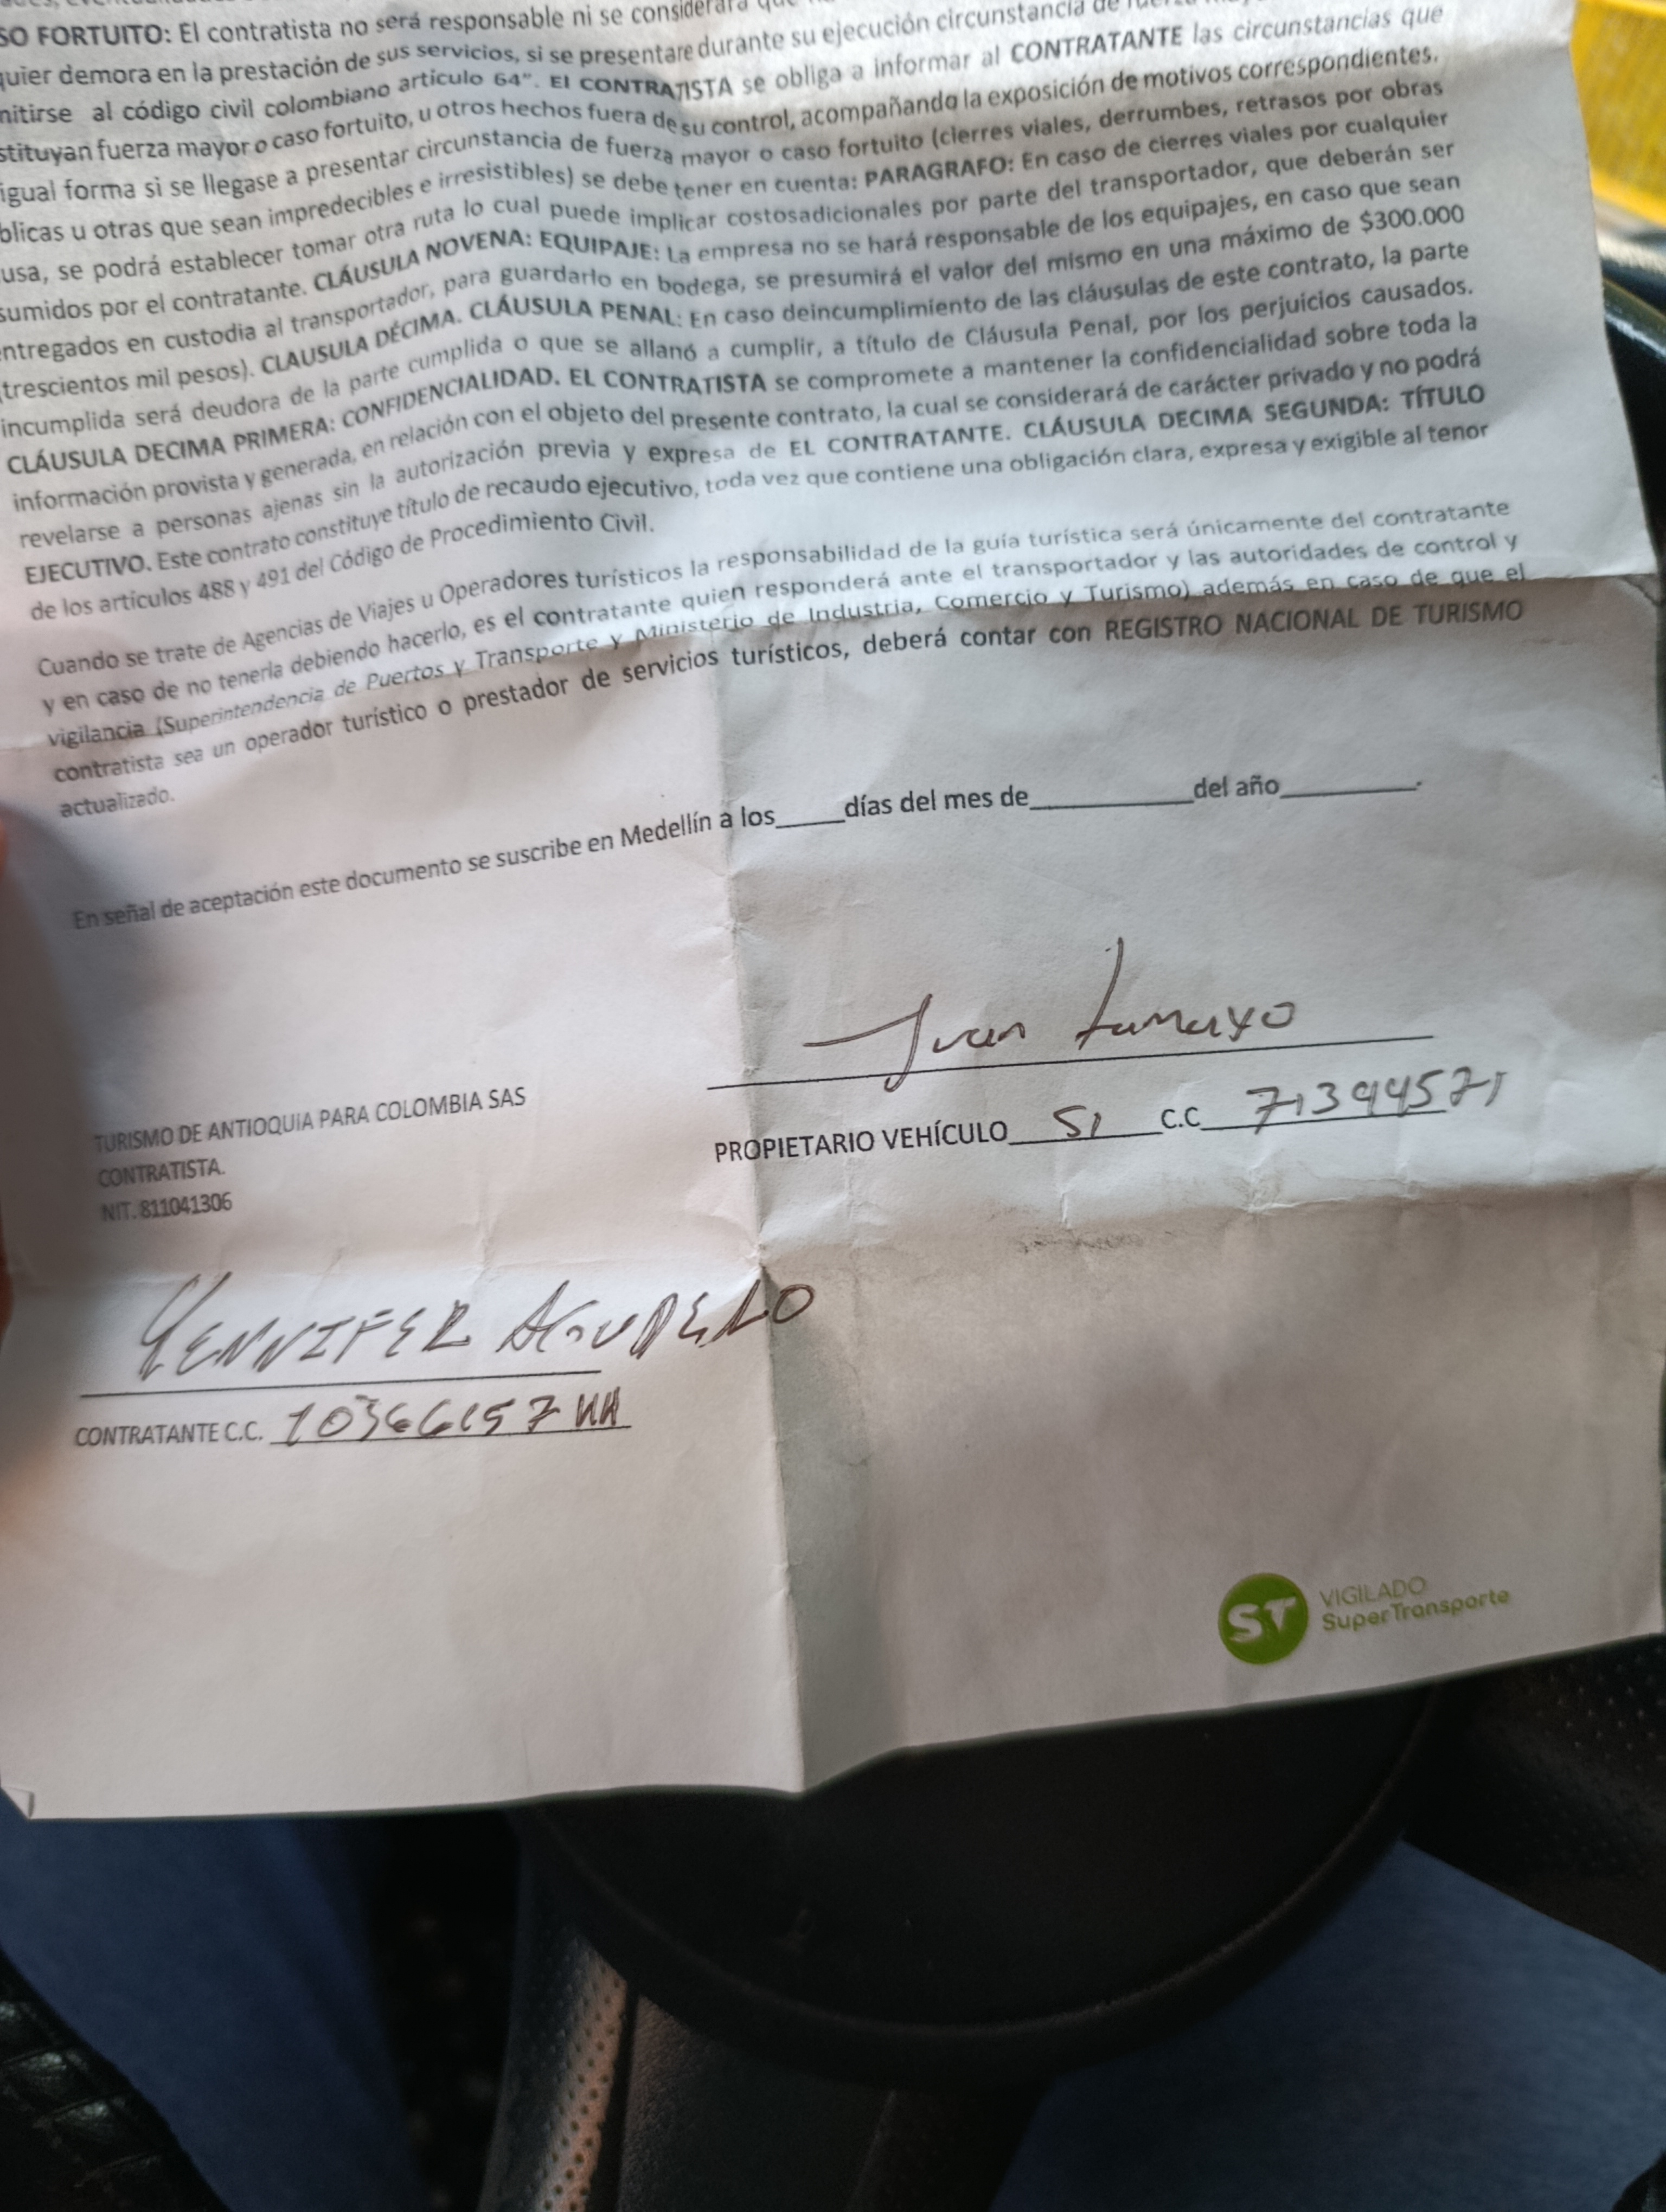 SO FORTUITO: El contratista no será responsable ni se considerará que
quier demora en la prestación de sus servicios, si se presentare durante su ejecución circunstancia de
nitirse al código civil colombiano artículo 64". El CONTRATISTA se obliga a informar al CONTRATANTE las circunstancias que
stituyan fuerza mayor o caso fortuito, u otros hechos fuera de su control, acompañando la exposición de motivos correspondientes.
igual forma si se llegase a presentar circunstancia de fuerza mayor o caso fortuito (cierres viales, derrumbes, retrasos por obras
blicas u otras que sean impredecibles e irresistibles) se debe tener en cuenta: PARAGRAFO: En caso de cierres viales por cualquier
usa, se podrá establecer tomar otra ruta lo cual puede implicar costosadicionales por parte del transportador, que deberán ser
sumidos por el contratante. CLÁUSULA NOVENA: EQUIPAJE: La empresa no se hará responsable de los equipajes, en caso que sean
entregados en custodia al transportador, para guardarlo en bodega, se presumirá el valor del mismo en una máximo de $300.000
(trescientos mil pesos). CLAUSULA DÉCIMA. CLÁUSULA PENAL: En caso deincumplimiento de las cláusulas de este contrato, la parte
incumplida será deudora de la parte cumplida o que se allanó a cumplir, a título de Cláusula Penal, por los perjuicios causados.
CLÁUSULA DECIMA PRIMERA: CONFIDENCIALIDAD. EL CONTRATISTA se compromete a mantener la confidencialidad sobre toda la
información provista y generada, en relación con el objeto del presente contrato, la cual se considerará de carácter privado y no podrá
revelarse a personas ajenas sin la autorización previa y expresa de EL CONTRATANTE. CLÁUSULA DECIMA SEGUNDA: TÍTULO
EJECUTIVO. Este contrato constituye título de recaudo ejecutivo, toda vez que contiene una obligación clara, expresa y exigible al tenor
de los artículos 488 y 491 del Código de Procedimiento Civil.
Cuando se trate de Agencias de Viajes u Operadores turísticos la responsabilidad de la guía turística será únicamente del contratante
y en caso de no tenerla debiendo hacerlo, es el contratante quien responderá ante el transportador y las autoridades de control y
vigilancia (Superintendencia de Puertos y Transporte y Ministerio de Industria, Comercio y Turismo) además en caso de que el
contratista sea un operador turístico o prestador de servicios turísticos, deberá contar con REGISTRO NACIONAL DE TURISMO
actualizado.
En señal de aceptación este documento se suscribe en Medellín a los_____días del mes de____________del año__________.
Juan Tamayo
TURISMO DE ANTIOQUIA PARA COLOMBIA SAS
CONTRATISTA.
NIT. 811041306
PROPIETARIO VEHÍCULO SI C.C 71394571
YENNIFER AGUDELO
CONTRATANTE C.C.
ST VIGILADO
SuperTransporte